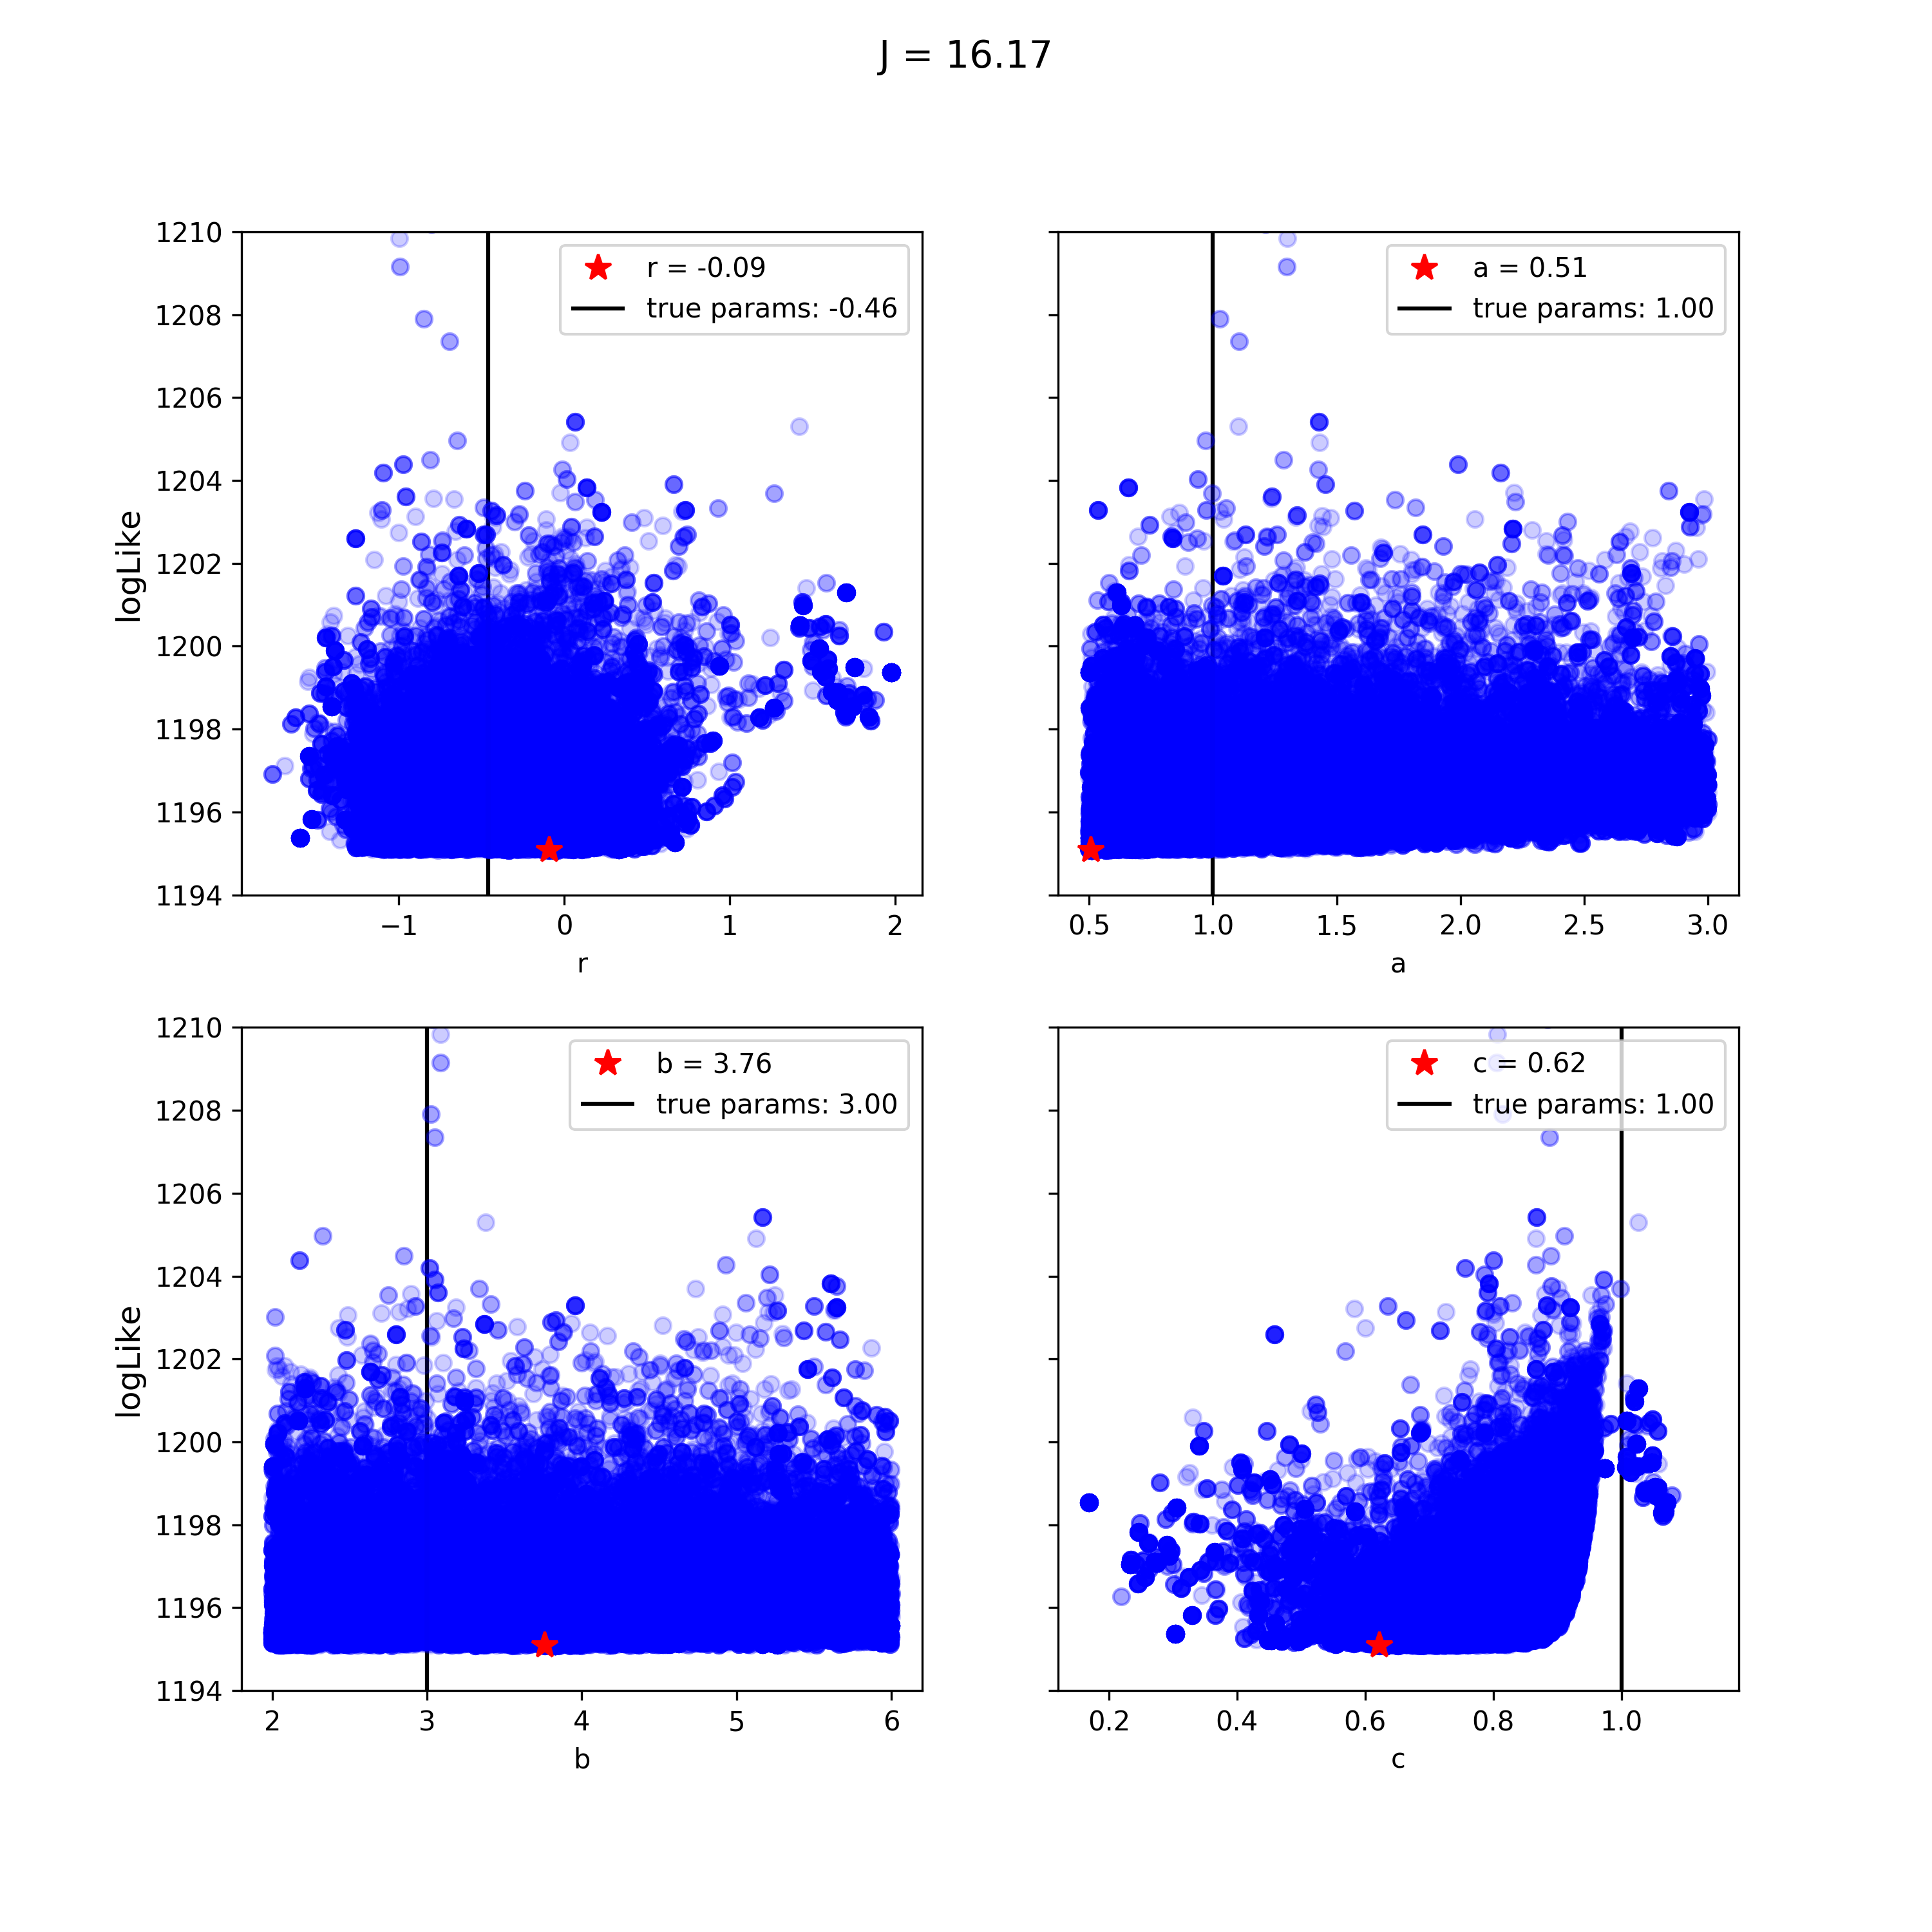 J = 16.17
1210
1208
1206
1204
1202
1200
1198
1196
1194
logLike
r = -0.09
true params: -0.46
−1
0
1
2
r
a = 0.51
true params: 1.00
0.5
1.0
1.5
2.0
2.5
3.0
a
1210
1208
1206
1204
1202
1200
1198
1196
1194
logLike
b = 3.76
true params: 3.00
2
3
4
5
6
b
c = 0.62
true params: 1.00
0.2
0.4
0.6
0.8
1.0
c